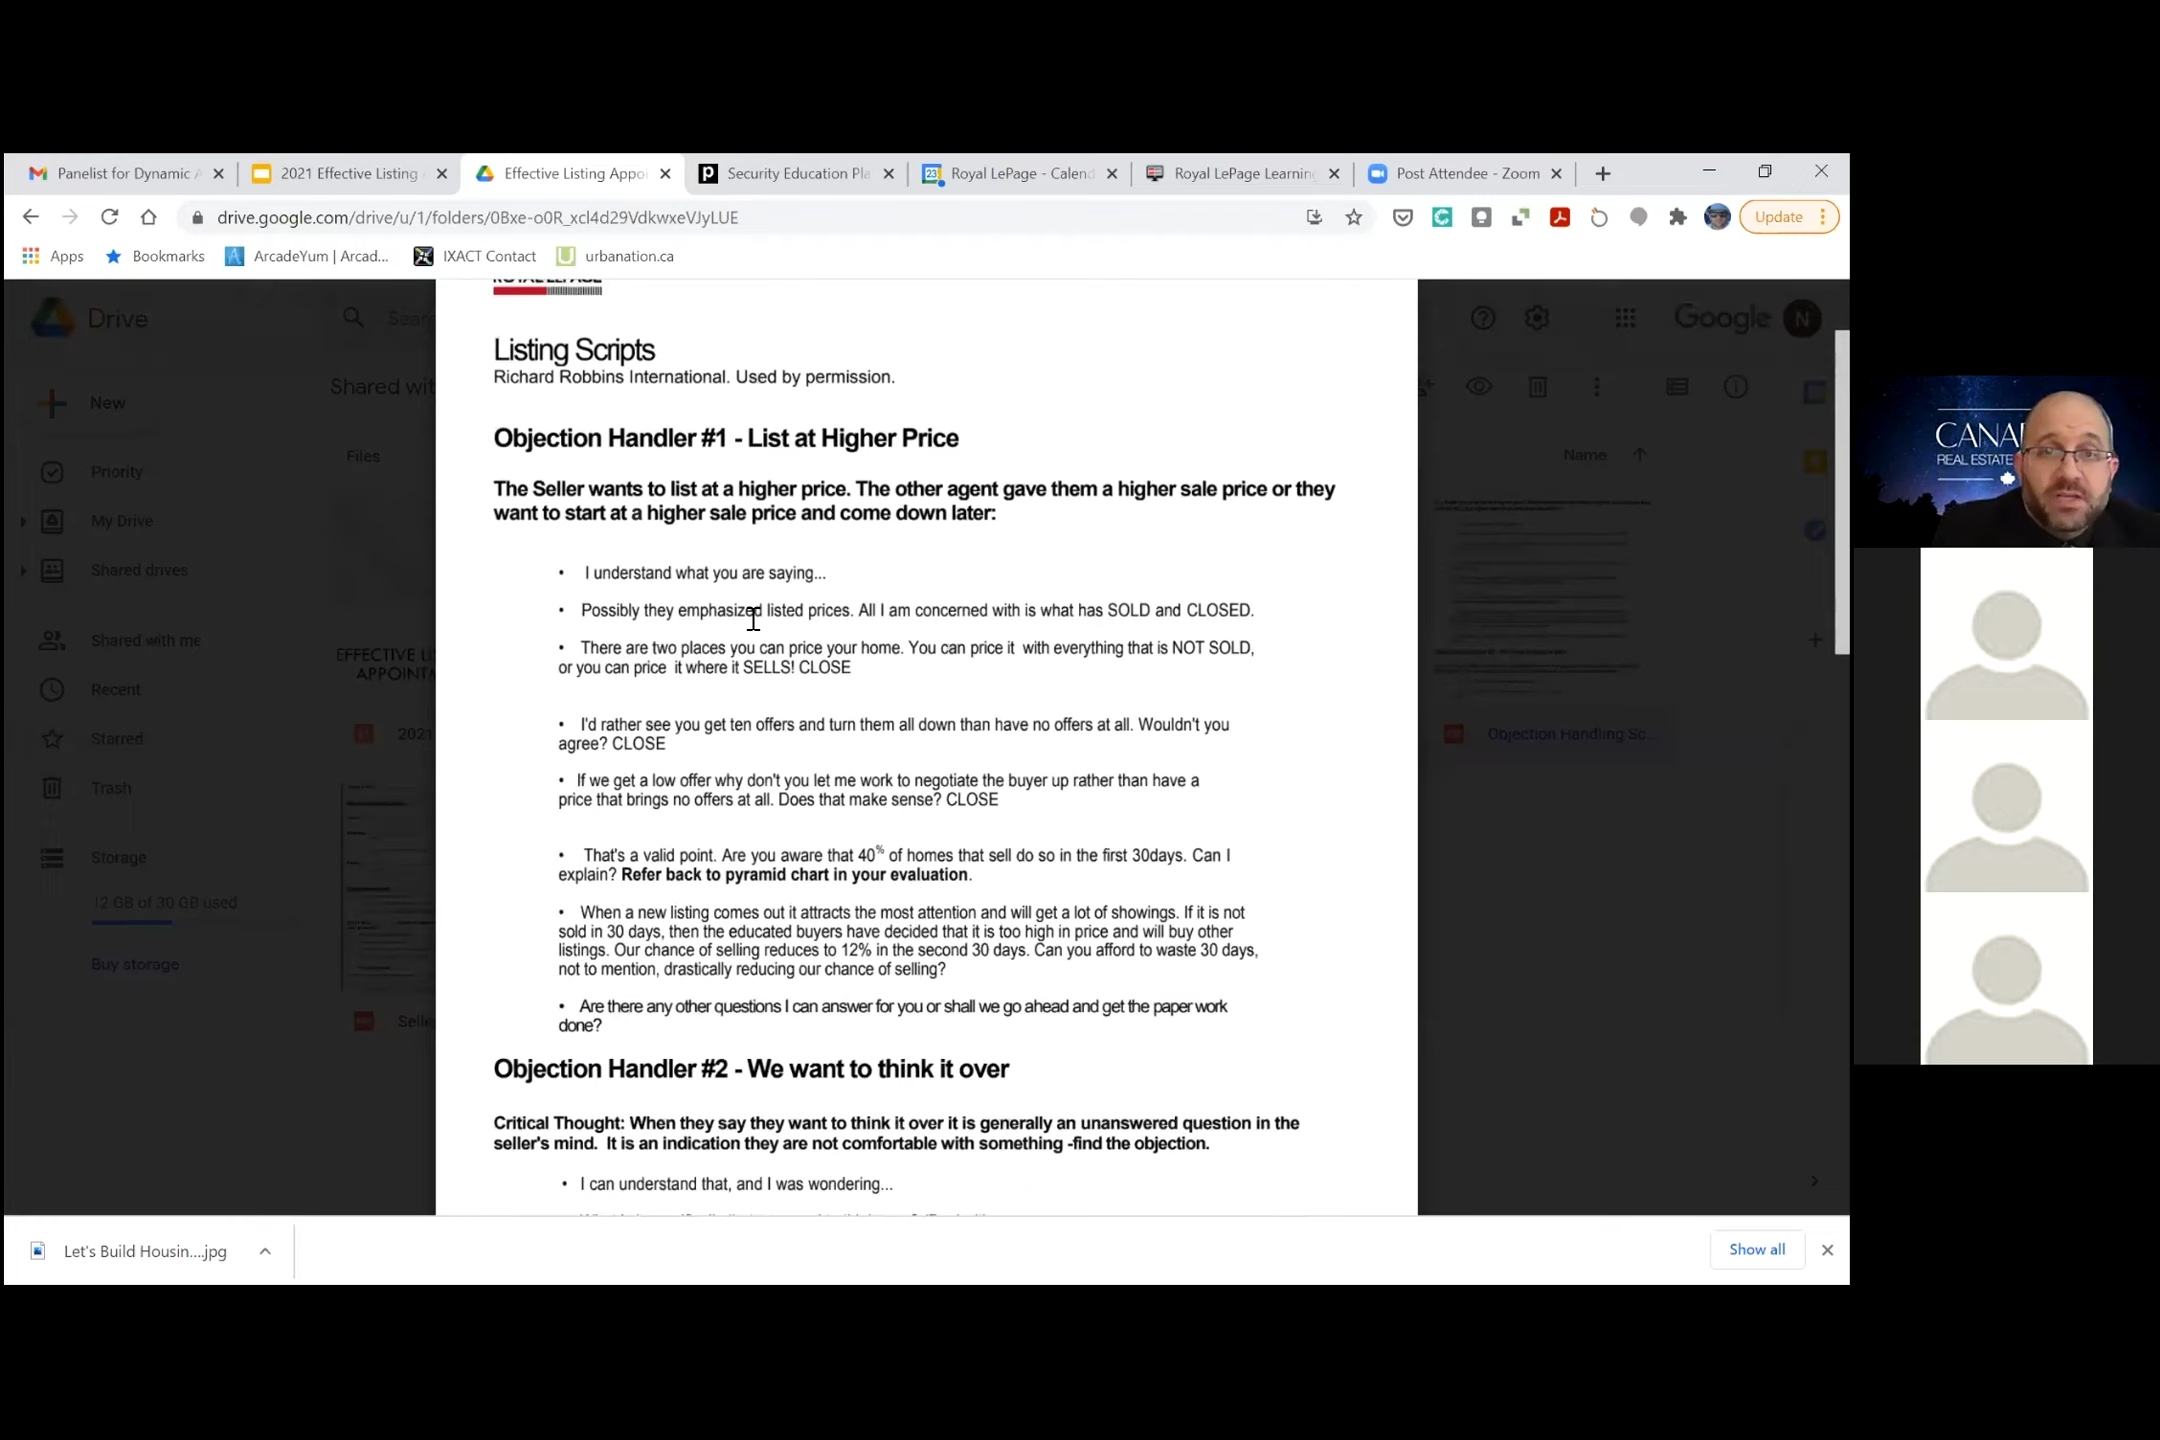 Panelist for Dynamic
2021 Effective Listing
Effective Listing Appoi
Security Education Pla
Royal LePage - Calend
Royal LePage Learnin
Post Attendee - Zoom
drive.google.com/drive/u/1/folders/0Bxe-o0R_xcl4d29VdkwxeVJyLUE
Update
Apps
Bookmarks
ArcadeYum | Arcad...
IXACT Contact
urbanation.ca
Drive
Sear
Google
N
New
Shared wit
Priority
Files
Name
My Drive
Shared drives
Shared with me
EFFECTIVE LI
APPOINTM
Recent
Starred
2021
Objection Handling Sc...
Trash
Storage
12 GB of 30 GB used
Buy storage
Selle
ROYAL LEPAGE
Listing Scripts
Richard Robbins International. Used by permission.
Objection Handler #1 - List at Higher Price
The Seller wants to list at a higher price. The other agent gave them a higher sale price or they
want to start at a higher sale price and come down later:
• I understand what you are saying...
• Possibly they emphasized listed prices. All I am concerned with is what has SOLD and CLOSED.
• There are two places you can price your home. You can price it with everything that is NOT SOLD,
or you can price it where it SELLS! CLOSE
• I'd rather see you get ten offers and turn them all down than have no offers at all. Wouldn't you
agree? CLOSE
• If we get a low offer why don't you let me work to negotiate the buyer up rather than have a
price that brings no offers at all. Does that make sense? CLOSE
• That's a valid point. Are you aware that 40% of homes that sell do so in the first 30days. Can I
explain? Refer back to pyramid chart in your evaluation.
• When a new listing comes out it attracts the most attention and will get a lot of showings. If it is not
sold in 30 days, then the educated buyers have decided that it is too high in price and will buy other
listings. Our chance of selling reduces to 12% in the second 30 days. Can you afford to waste 30 days,
not to mention, drastically reducing our chance of selling?
• Are there any other questions I can answer for you or shall we go ahead and get the paper work
done?
Objection Handler #2 - We want to think it over
Critical Thought: When they say they want to think it over it is generally an unanswered question in the
seller's mind. It is an indication they are not comfortable with something -find the objection.
• I can understand that, and I was wondering...
Let's Build Housin....jpg
Show all
CANA
REAL ESTATE